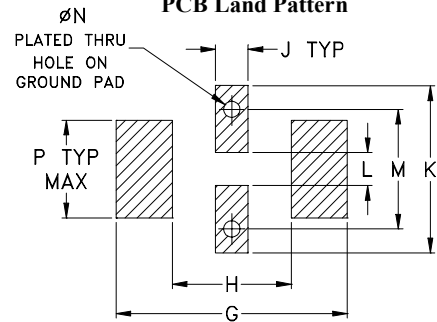 PCB Land Pattern
ØN
PLATED THRU
HOLE ON
GROUND PAD
J TYP
P TYP
MAX
L
M
K
H
G